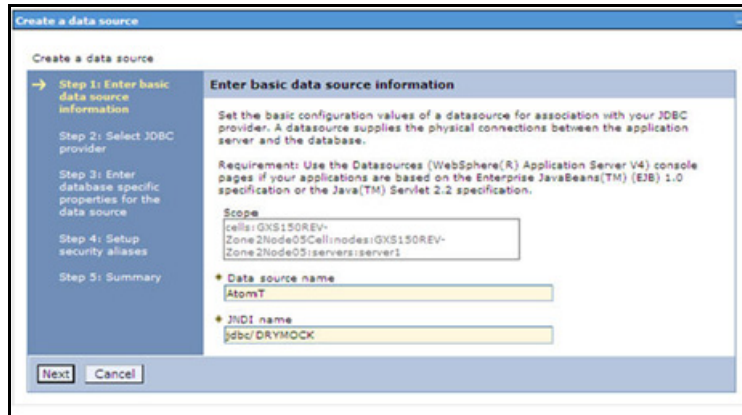 Create a data source
Create a data source
Step 1: Enter basic
data source
information
Step 2: Select JDBC
provider
Step 3: Enter
database specific
properties for the
data source
Step 4: Setup
security aliases
Step 5: Summary
Enter basic data source information
Set the basic configuration values of a datasource for association with your JDBC
provider. A datasource supplies the physical connections between the application
server and the database.
Requirement: Use the Datasources (WebSphere(R) Application Server V4) console
pages if your applications are based on the Enterprise JavaBeans(TM) (EJB) 1.0
specification or the Java(TM) Servlet 2.2 specification.
Scope
cells:GXS150REV-
Zone2Node05Cell:nodes:GXS150REV-
Zone2Node05:servers:server1
Data source name
AtomT
JNDI name
jdbc/DRYMOCK
Next Cancel